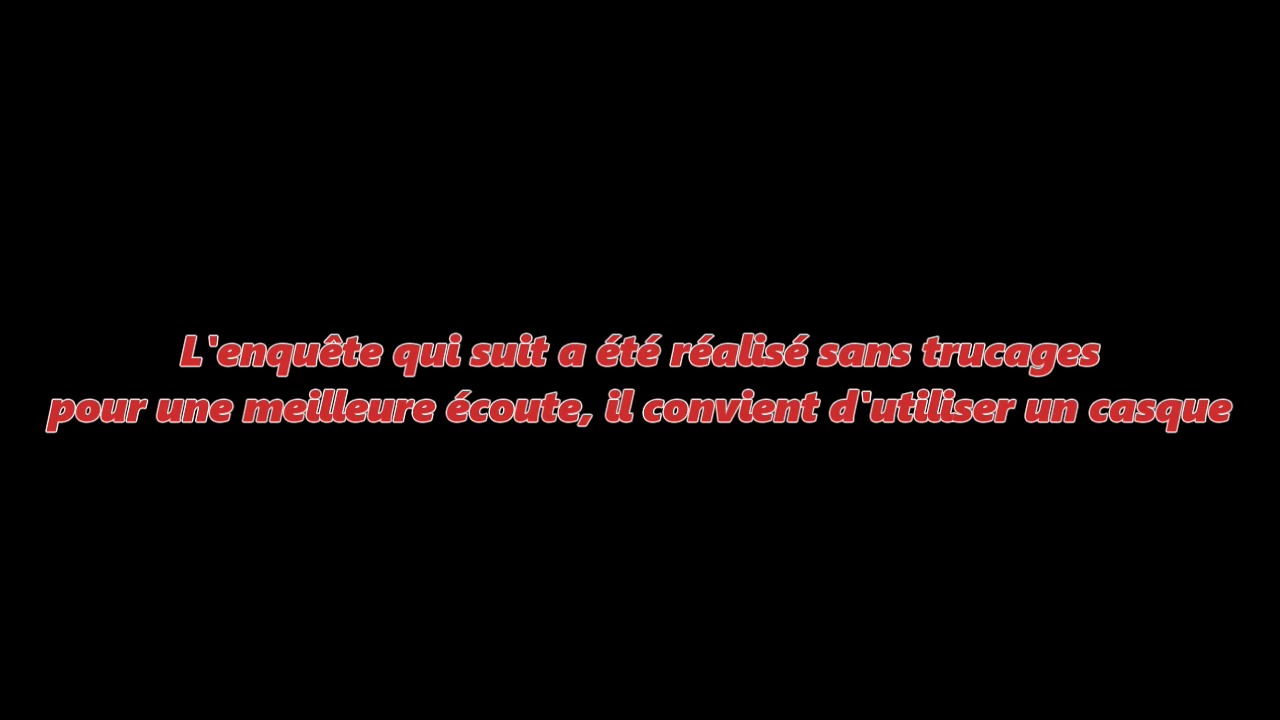 L'enquête qui suit a été réalisé sans trucages
pour une meilleure écoute, il convient d'utiliser un casque